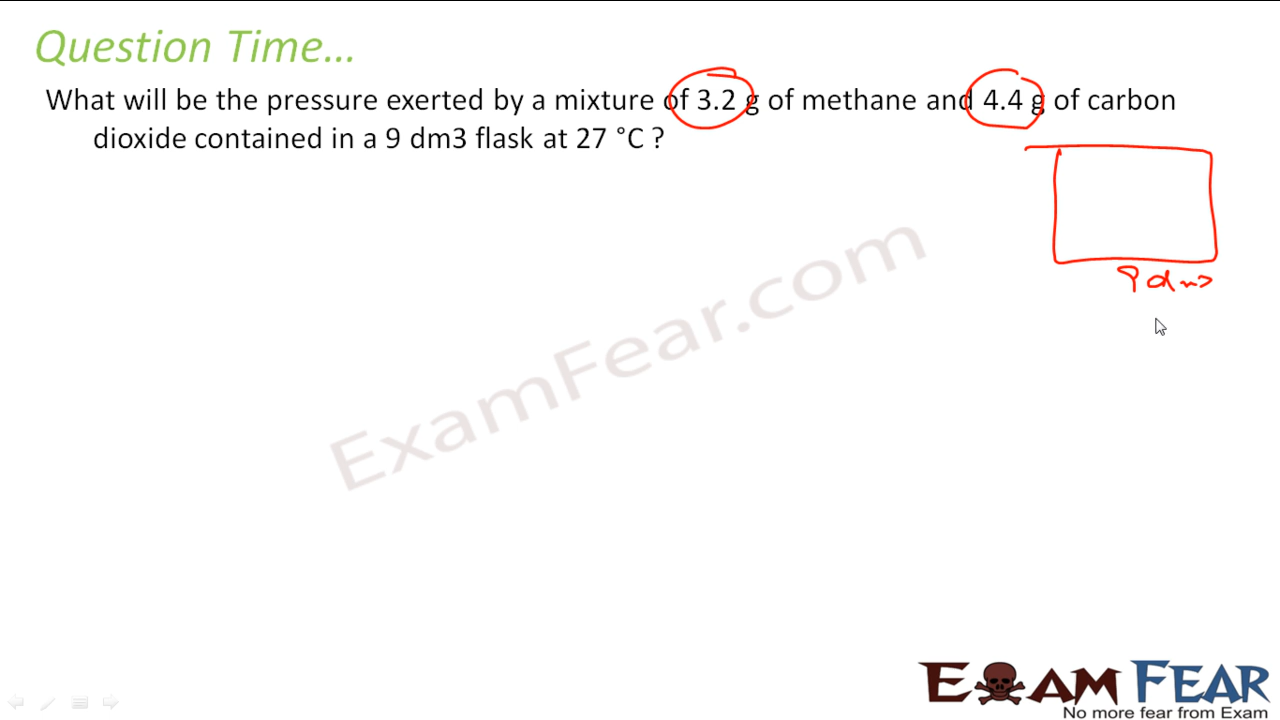 Question Time...
What will be the pressure exerted by a mixture of 3.2 g of methane and 4.4 g of carbon
dioxide contained in a 9 dm3 flask at 27 °C ?
9 dm3
ExamFear.com
EXAM FEAR
No more fear from Exam